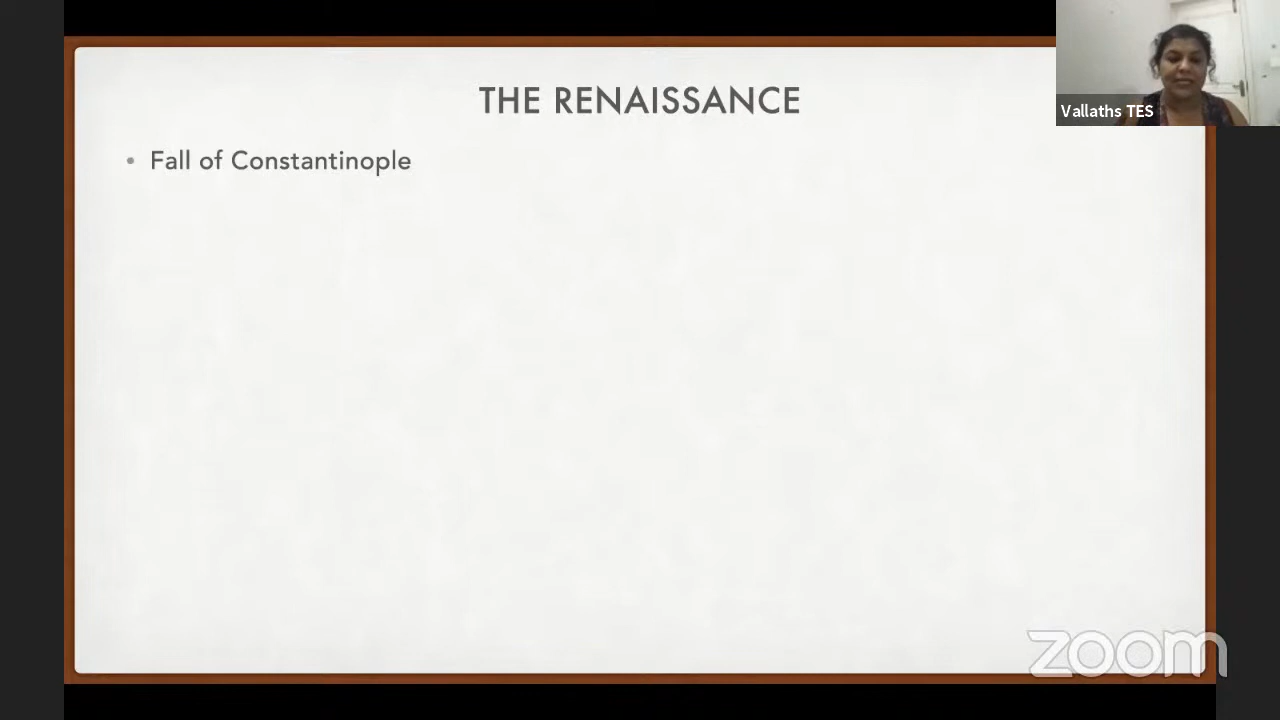 THE RENAISSANCE
Vallaths TES
• Fall of Constantinople
zoom